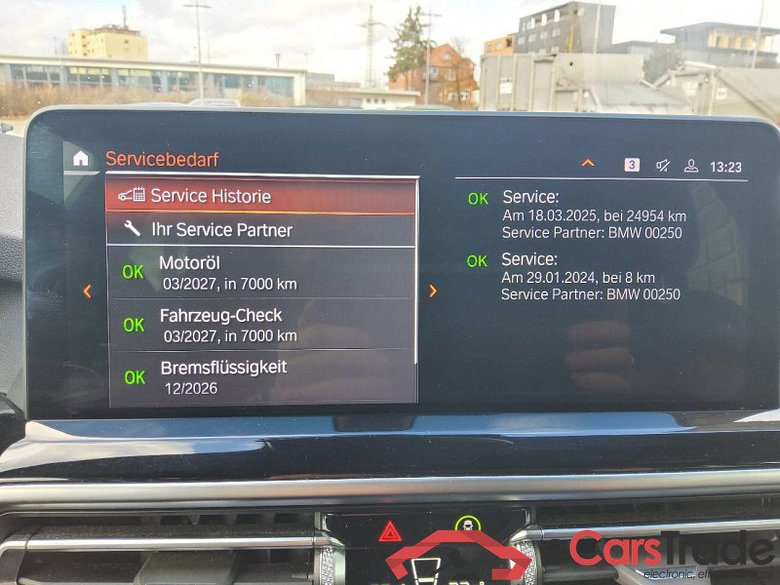 Servicebedarf
3
13:23
Service Historie
Ihr Service Partner
OK Motoröl
03/2027, in 7000 km
OK Fahrzeug-Check
03/2027, in 7000 km
OK Bremsflüssigkeit
12/2026
OK Service:
Am 18.03.2025, bei 24954 km
Service Partner: BMW 00250
OK Service:
Am 29.01.2024, bei 8 km
Service Partner: BMW 00250
CarsTrade